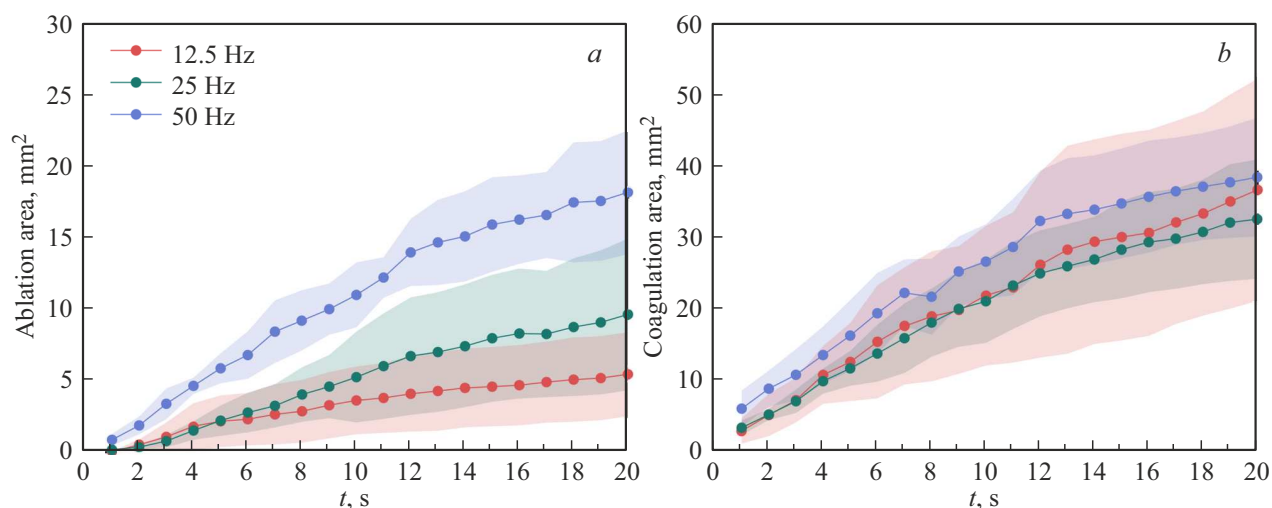 30
25
20
15
10
5
0
Ablation area, mm²
12.5 Hz
25 Hz
50 Hz
a
0 2 4 6 8 10 12 14 16 18 20
t, s
60
50
40
30
20
10
0
Coagulation area, mm²
b
0 2 4 6 8 10 12 14 16 18 20
t, s